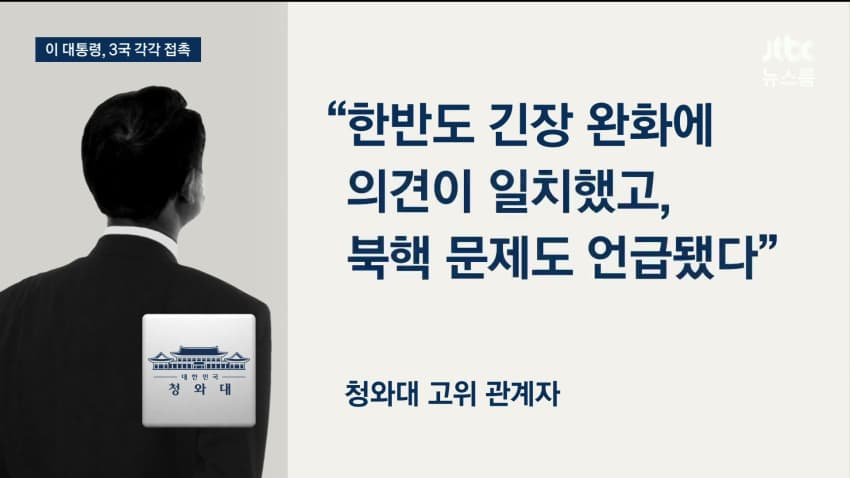 이 대통령, 3국 각각 접촉
jtbc
뉴스룸
“한반도 긴장 완화에
의견이 일치했고,
북핵 문제도 언급됐다”
대한민국
청와대
청와대 고위 관계자